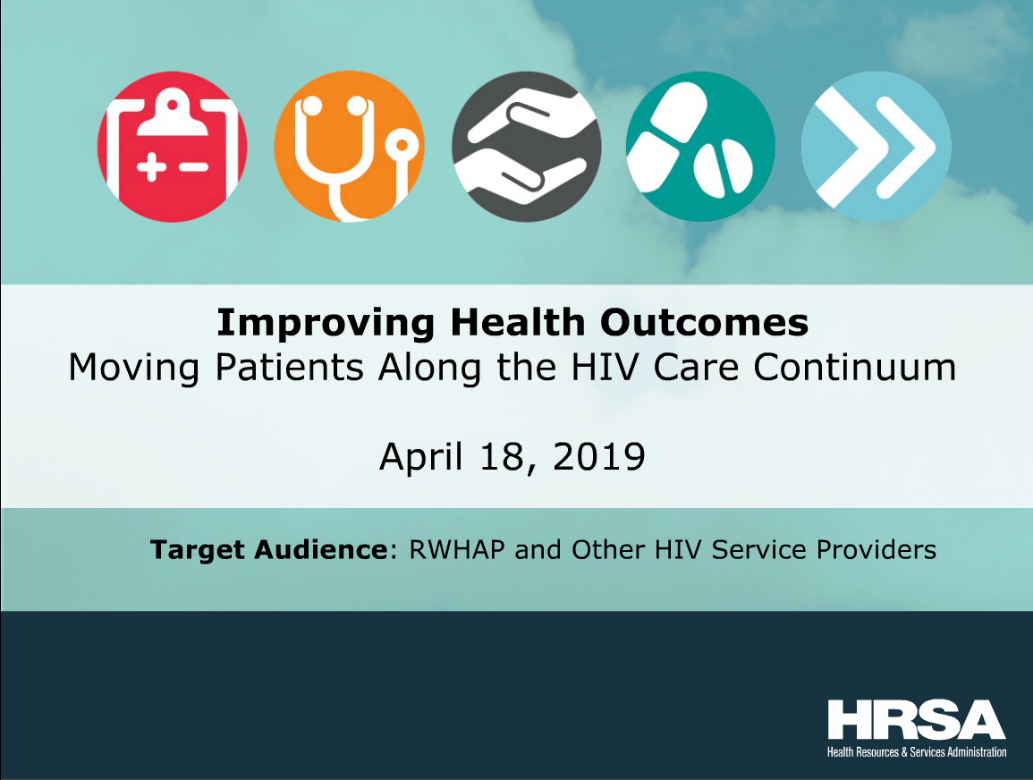 Improving Health Outcomes
Moving Patients Along the HIV Care Continuum
April 18, 2019
Target Audience: RWHAP and Other HIV Service Providers
HRSA
Health Resources & Services Administration